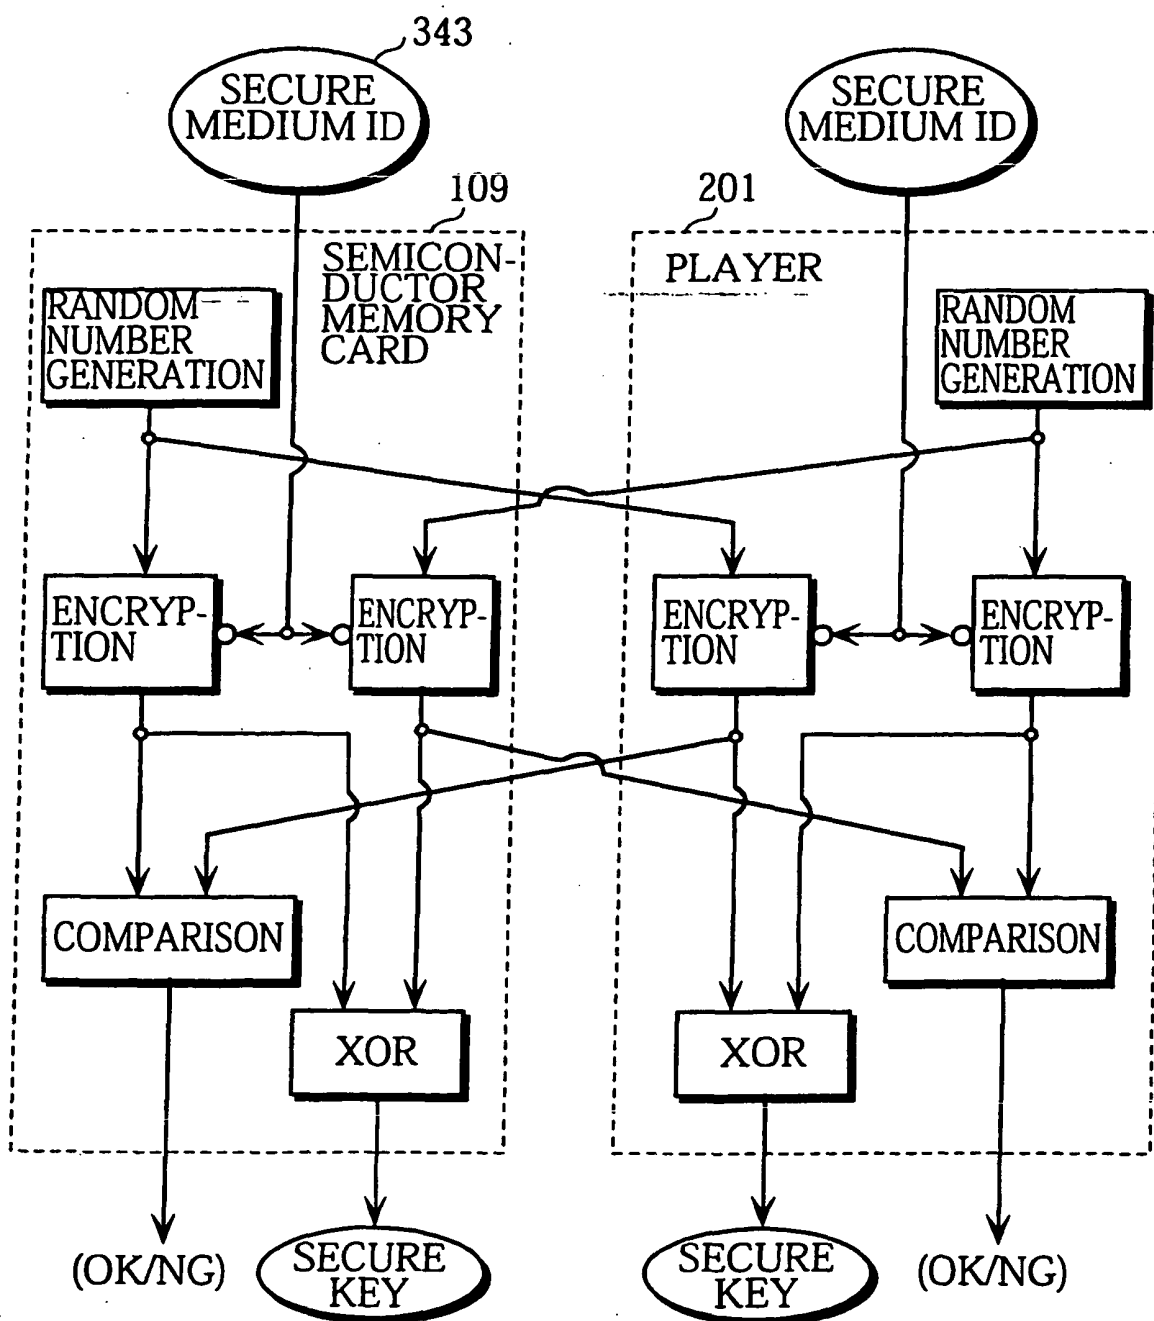 343
SECURE
MEDIUM ID
SECURE
MEDIUM ID
109
201
SEMICON-
DUCTOR
MEMORY
CARD
PLAYER
RANDOM
NUMBER
GENERATION
RANDOM
NUMBER
GENERATION
ENCRYP-
TION
ENCRYP-
TION
ENCRYP-
TION
ENCRYP-
TION
COMPARISON
COMPARISON
XOR
XOR
(OK/NG)
SECURE
KEY
SECURE
KEY
(OK/NG)